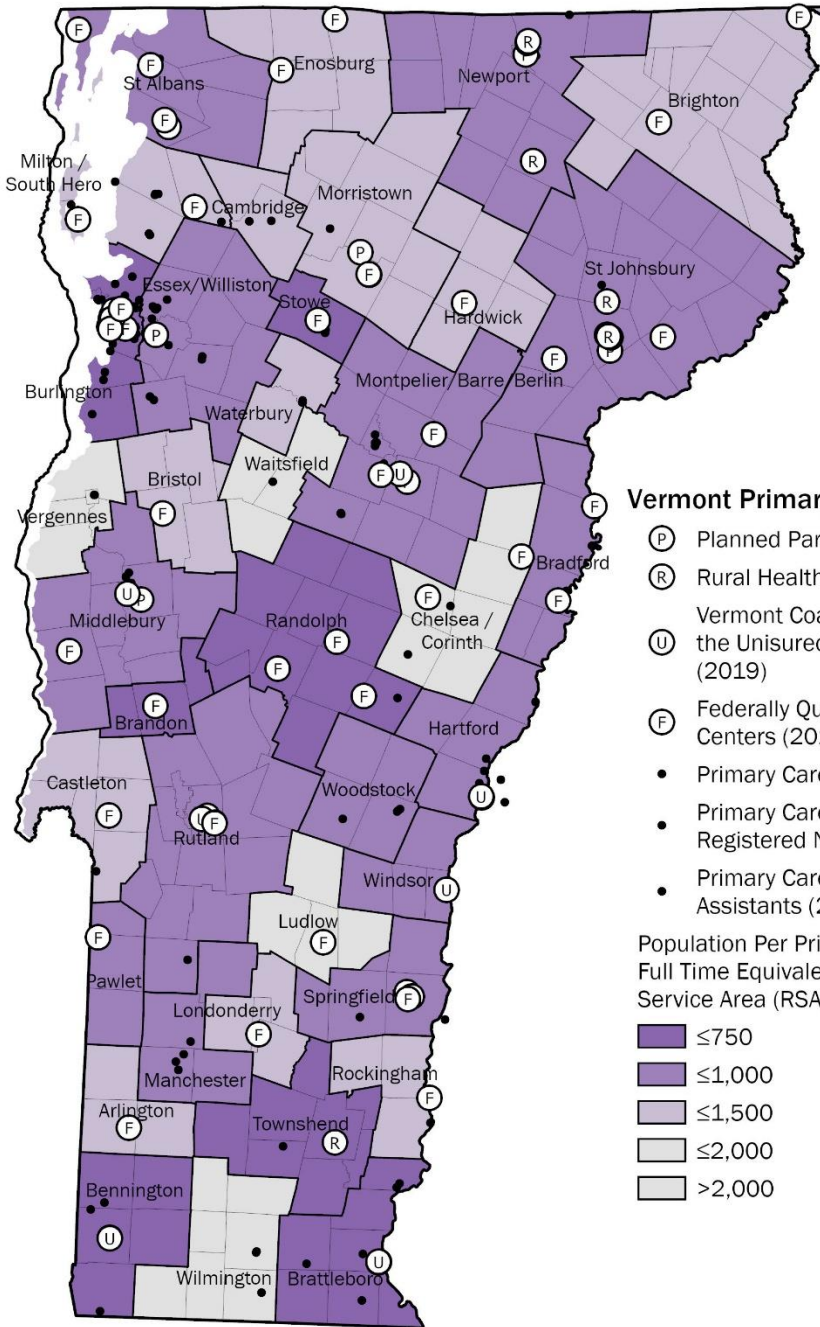 F
F
F
Enosburg
F
St Albans
F
R
F
Newport
F
Brighton
F
F
R
Milton /
South Hero
F
F
Cambridge
Morristown
P
F
Essex/Williston
Stowe
F
F
Hardwick
St Johnsbury
R
R
F
F
F
F
F
F
P
Burlington
Waterbury
Montpelier/Barre/Berlin
F
F
U
Waitsfield
Bristol
F
Vergennes
F
F
Bradford
F
U
P
Middlebury
F
Randolph
F
F
F
F
Chelsea /
Corinth
F
Brandon
Hartford
U
Castleton
F
Woodstock
U
F
Rutland
Windsor
U
Ludlow
F
F
Pawlet
Springfield
F
Londonderry
F
Manchester
Rockingham
F
Arlington
F
Townshend
R
Bennington
U
Wilmington
Brattleboro
U
Vermont Primar
P Planned Par
R Rural Health
Vermont Coa
U the Unisured
(2019)
F Federally Qu
Centers (20
Primary Care
Primary Care
Registered N
Primary Care
Assistants (2
Population Per Pri
Full Time Equivale
Service Area (RSA
≤750
≤1,000
≤1,500
≤2,000
>2,000